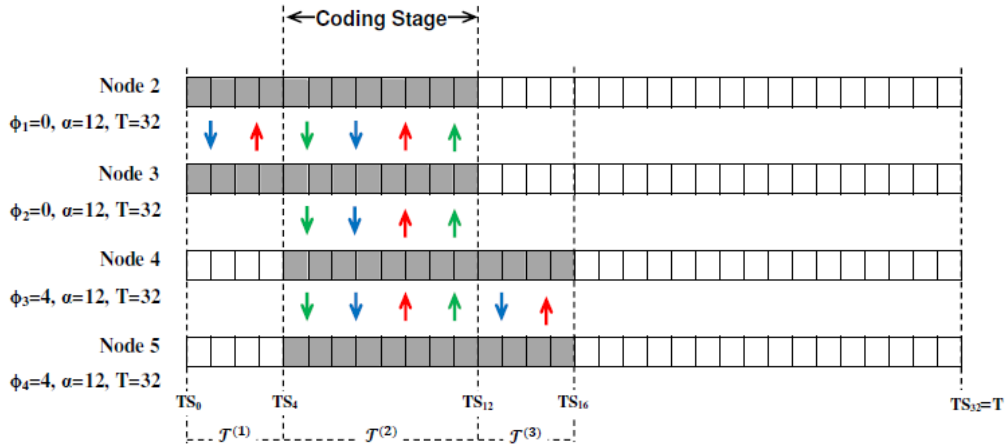 Coding Stage
Node 2
ϕ₁=0, α=12, T=32
Node 3
ϕ₂=0, α=12, T=32
Node 4
ϕ₃=4, α=12, T=32
Node 5
ϕ₄=4, α=12, T=32
TS₀ TS₄ TS₁₂ TS₁₆ TS₃₂=T
𝒯⁽¹⁾ 𝒯⁽²⁾ 𝒯⁽³⁾